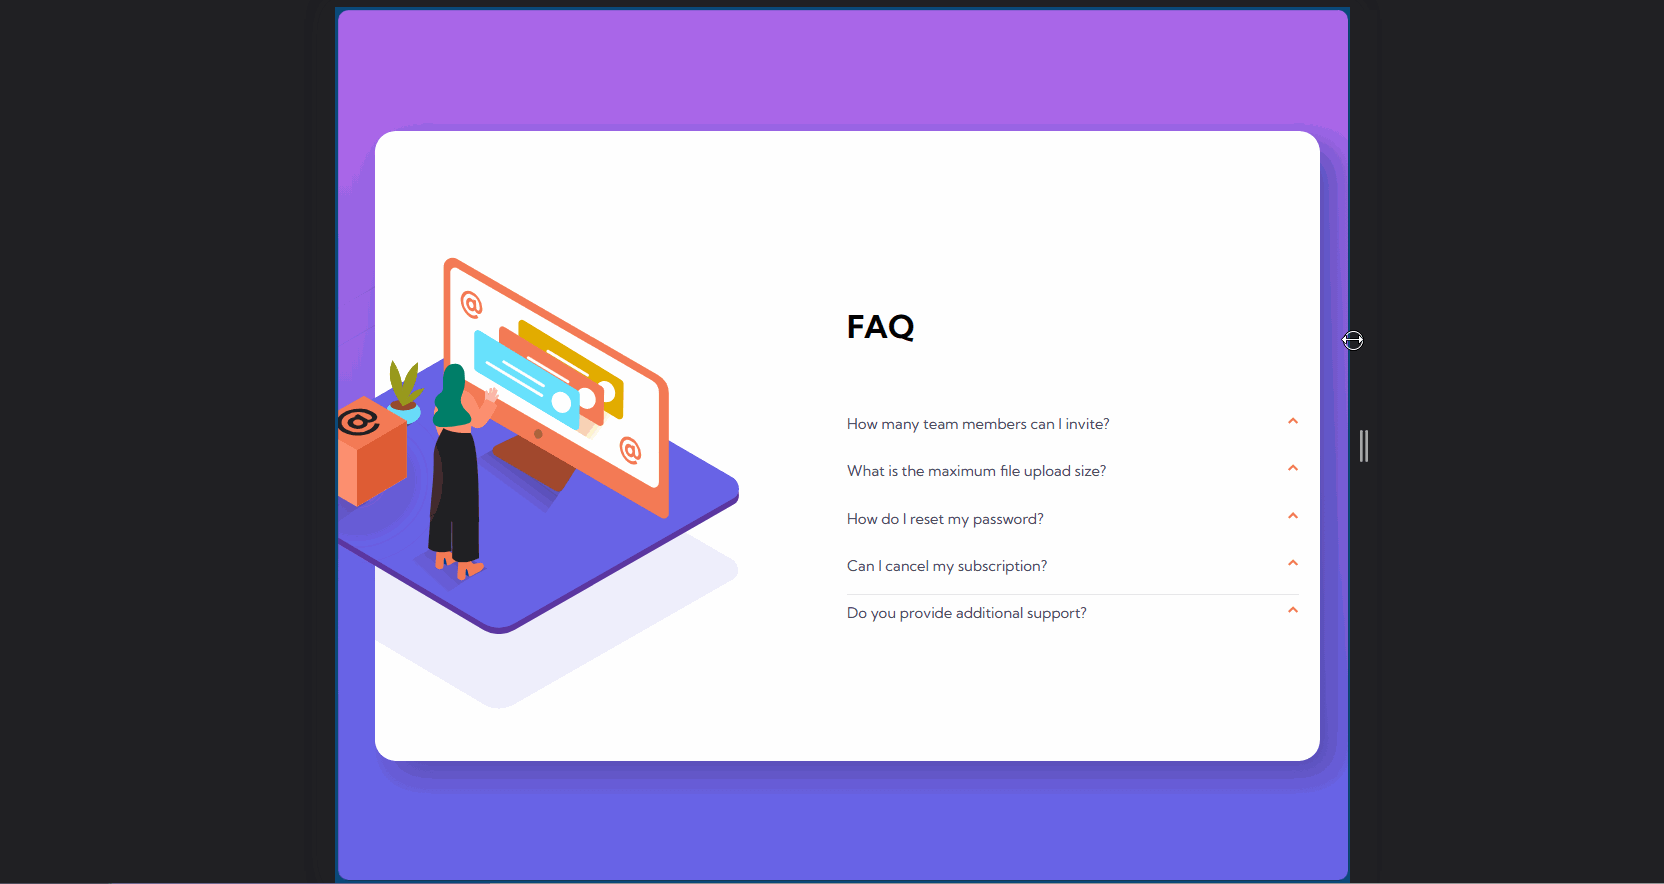 @
@
@
FAQ
How many team members can I invite?
What is the maximum file upload size?
How do I reset my password?
Can I cancel my subscription?
Do you provide additional support?